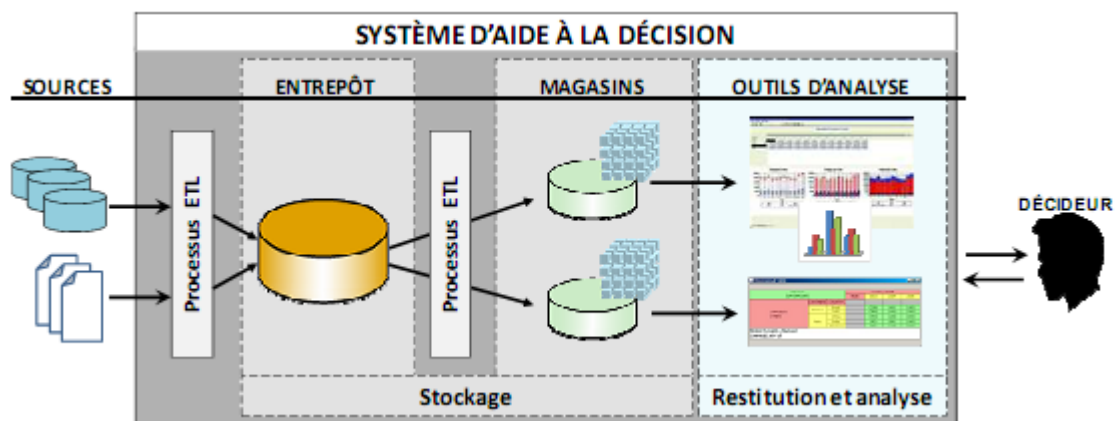 SYSTÈME D'AIDE À LA DÉCISION
SOURCES
ENTREPÔT
MAGASINS
OUTILS D'ANALYSE
Processus ETL
Processus ETL
DÉCIDEUR
Stockage
Restitution et analyse